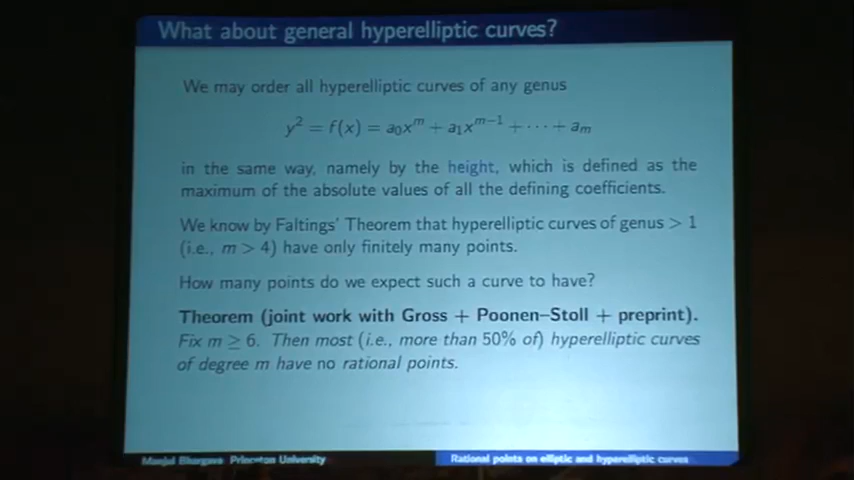 What about general hyperelliptic curves?
We may order all hyperelliptic curves of any genus
y² = f(x) = a₀xᵐ + a₁xᵐ⁻¹ + ··· + aₘ
in the same way, namely by the height, which is defined as the
maximum of the absolute values of all the defining coefficients.
We know by Faltings' Theorem that hyperelliptic curves of genus > 1
(i.e., m > 4) have only finitely many points.
How many points do we expect such a curve to have?
Theorem (joint work with Gross + Poonen–Stoll + preprint).
Fix m ≥ 6. Then most (i.e., more than 50% of) hyperelliptic curves
of degree m have no rational points.
Manjul Bhargava Princeton University
Rational points on elliptic and hyperelliptic curves